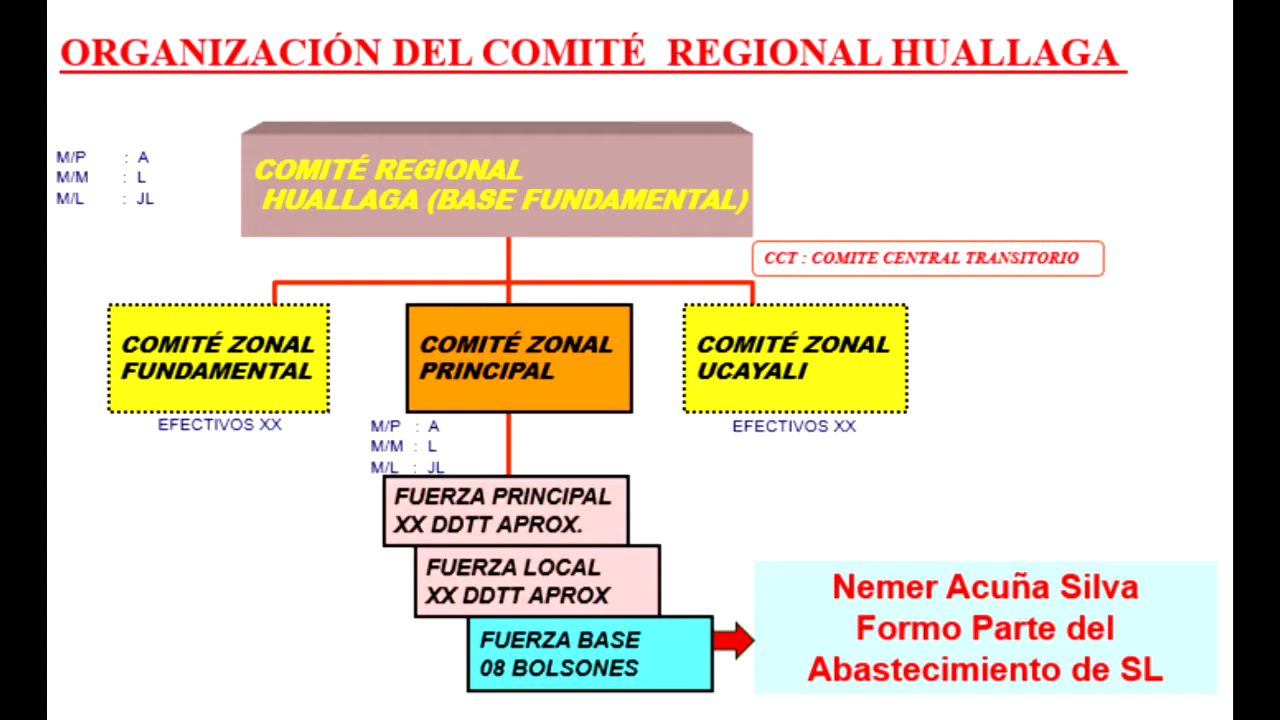 ORGANIZACIÓN DEL COMITÉ REGIONAL HUALLAGA
M/P : A
M/M : L
M/L : JL
COMITÉ REGIONAL
HUALLAGA (BASE FUNDAMENTAL)
CCT : COMITE CENTRAL TRANSITORIO
COMITÉ ZONAL
FUNDAMENTAL
EFECTIVOS XX
COMITÉ ZONAL
PRINCIPAL
COMITÉ ZONAL
UCAYALI
EFECTIVOS XX
M/P : A
M/M : L
M/L : JL
FUERZA PRINCIPAL
XX DDTT APROX.
FUERZA LOCAL
XX DDTT APROX
FUERZA BASE
08 BOLSONES
Nemer Acuña Silva
Formo Parte del
Abastecimiento de SL